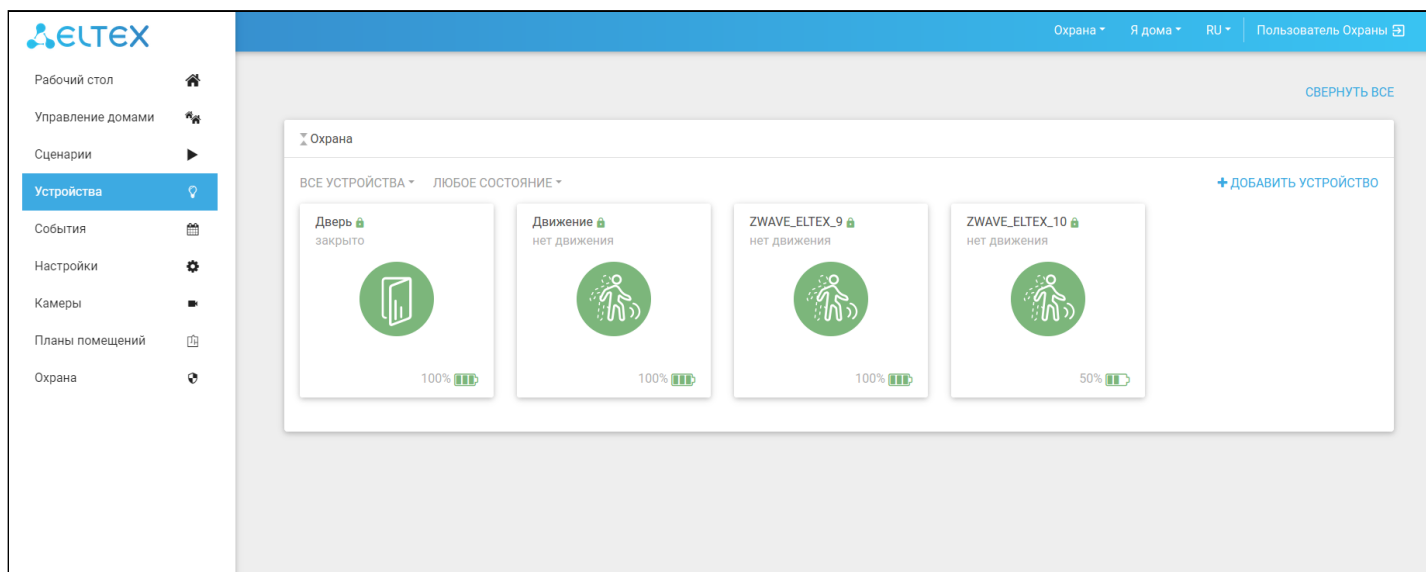 ELTEX
Охрана Я дома RU Пользователь Охраны
Рабочий стол
Управление домами
Сценарии
Устройства
События
Настройки
Камеры
Планы помещений
Охрана
СВЕРНУТЬ ВСЕ
Охрана
ВСЕ УСТРОЙСТВА ЛЮБОЕ СОСТОЯНИЕ + ДОБАВИТЬ УСТРОЙСТВО
Дверь
закрыто
100%
Движение
нет движения
100%
ZWAVE_ELTEX_9
нет движения
100%
ZWAVE_ELTEX_10
нет движения
50%